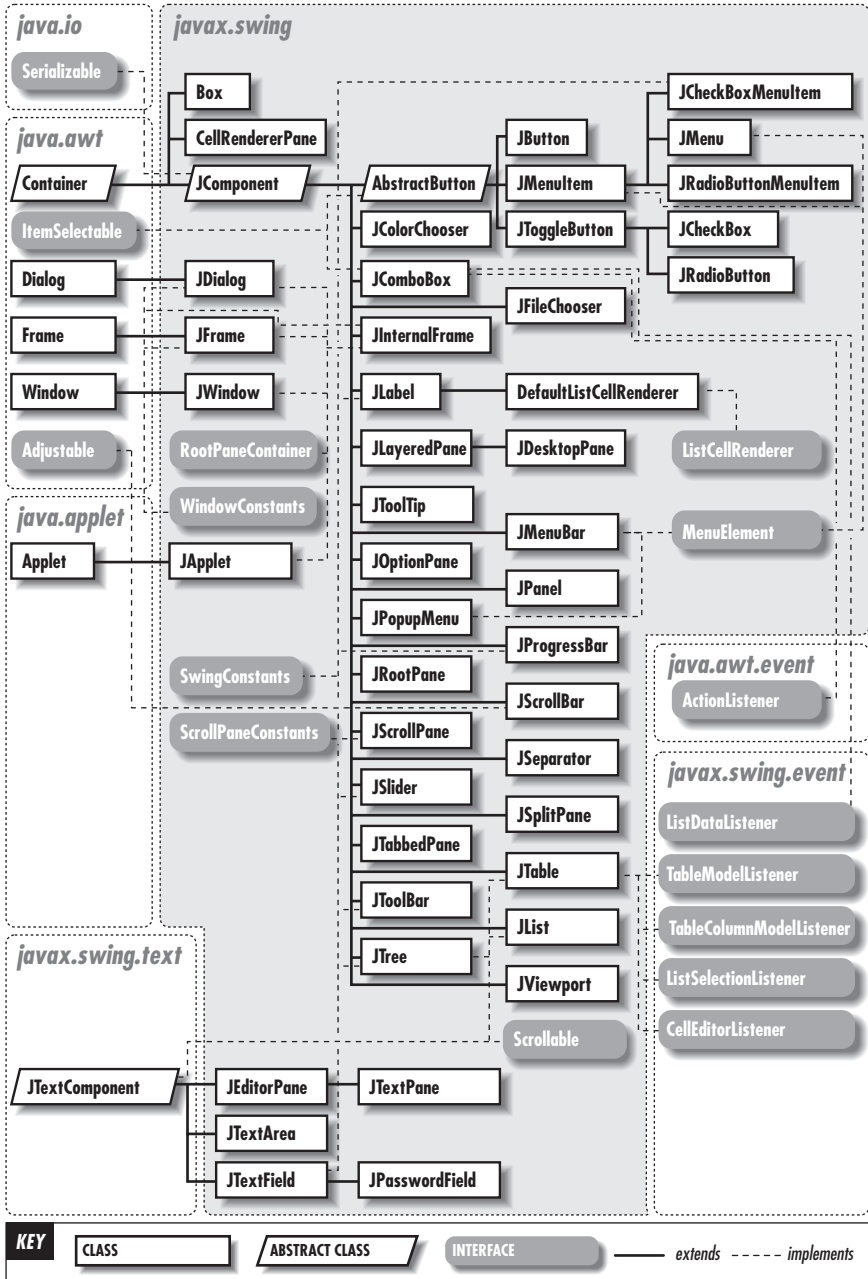 java.io
javax.swing
Serializable
Box
JCheckBoxMenuItem
java.awt
CellRendererPane
JButton
JMenu
Container
JComponent
AbstractButton
JMenuItem
JRadioButtonMenuItem
ItemSelectable
JColorChooser
JToggleButton
JCheckBox
Dialog
JDialog
JComboBox
JRadioButton
JFileChooser
Frame
JFrame
JInternalFrame
Window
JWindow
JLabel
DefaultListCellRenderer
Adjustable
RootPaneContainer
JLayeredPane
JDesktopPane
ListCellRenderer
java.applet
WindowConstants
JToolTip
JMenuBar
MenuElement
Applet
JApplet
JOptionPane
JPanel
JPopupMenu
JProgressBar
java.awt.event
SwingConstants
JRootPane
JScrollBar
ActionListener
ScrollPaneConstants
JScrollPane
JSeparator
javax.swing.event
JSlider
JSplitPane
ListDataListener
JTabbedPane
JTable
TableModelListener
JToolBar
JList
TableColumnModelListener
javax.swing.text
JTree
JViewport
ListSelectionListener
Scrollable
CellEditorListener
JTextComponent
JEditorPane
JTextPane
JTextArea
JTextField
JPasswordField
KEY
CLASS
ABSTRACT CLASS
INTERFACE
extends
implements